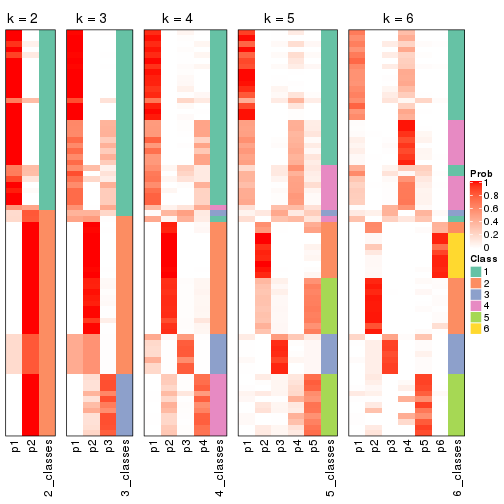 k = 2
k = 3
k = 4
k = 5
k = 6
p1
p2
2_classes
p1
p2
p3
3_classes
p1
p2
p3
p4
4_classes
p1
p2
p3
p4
p5
5_classes
p1
p2
p3
p4
p5
p6
6_classes
Prob
1
0.8
0.6
0.4
0.2
0
Class
1
2
3
4
5
6